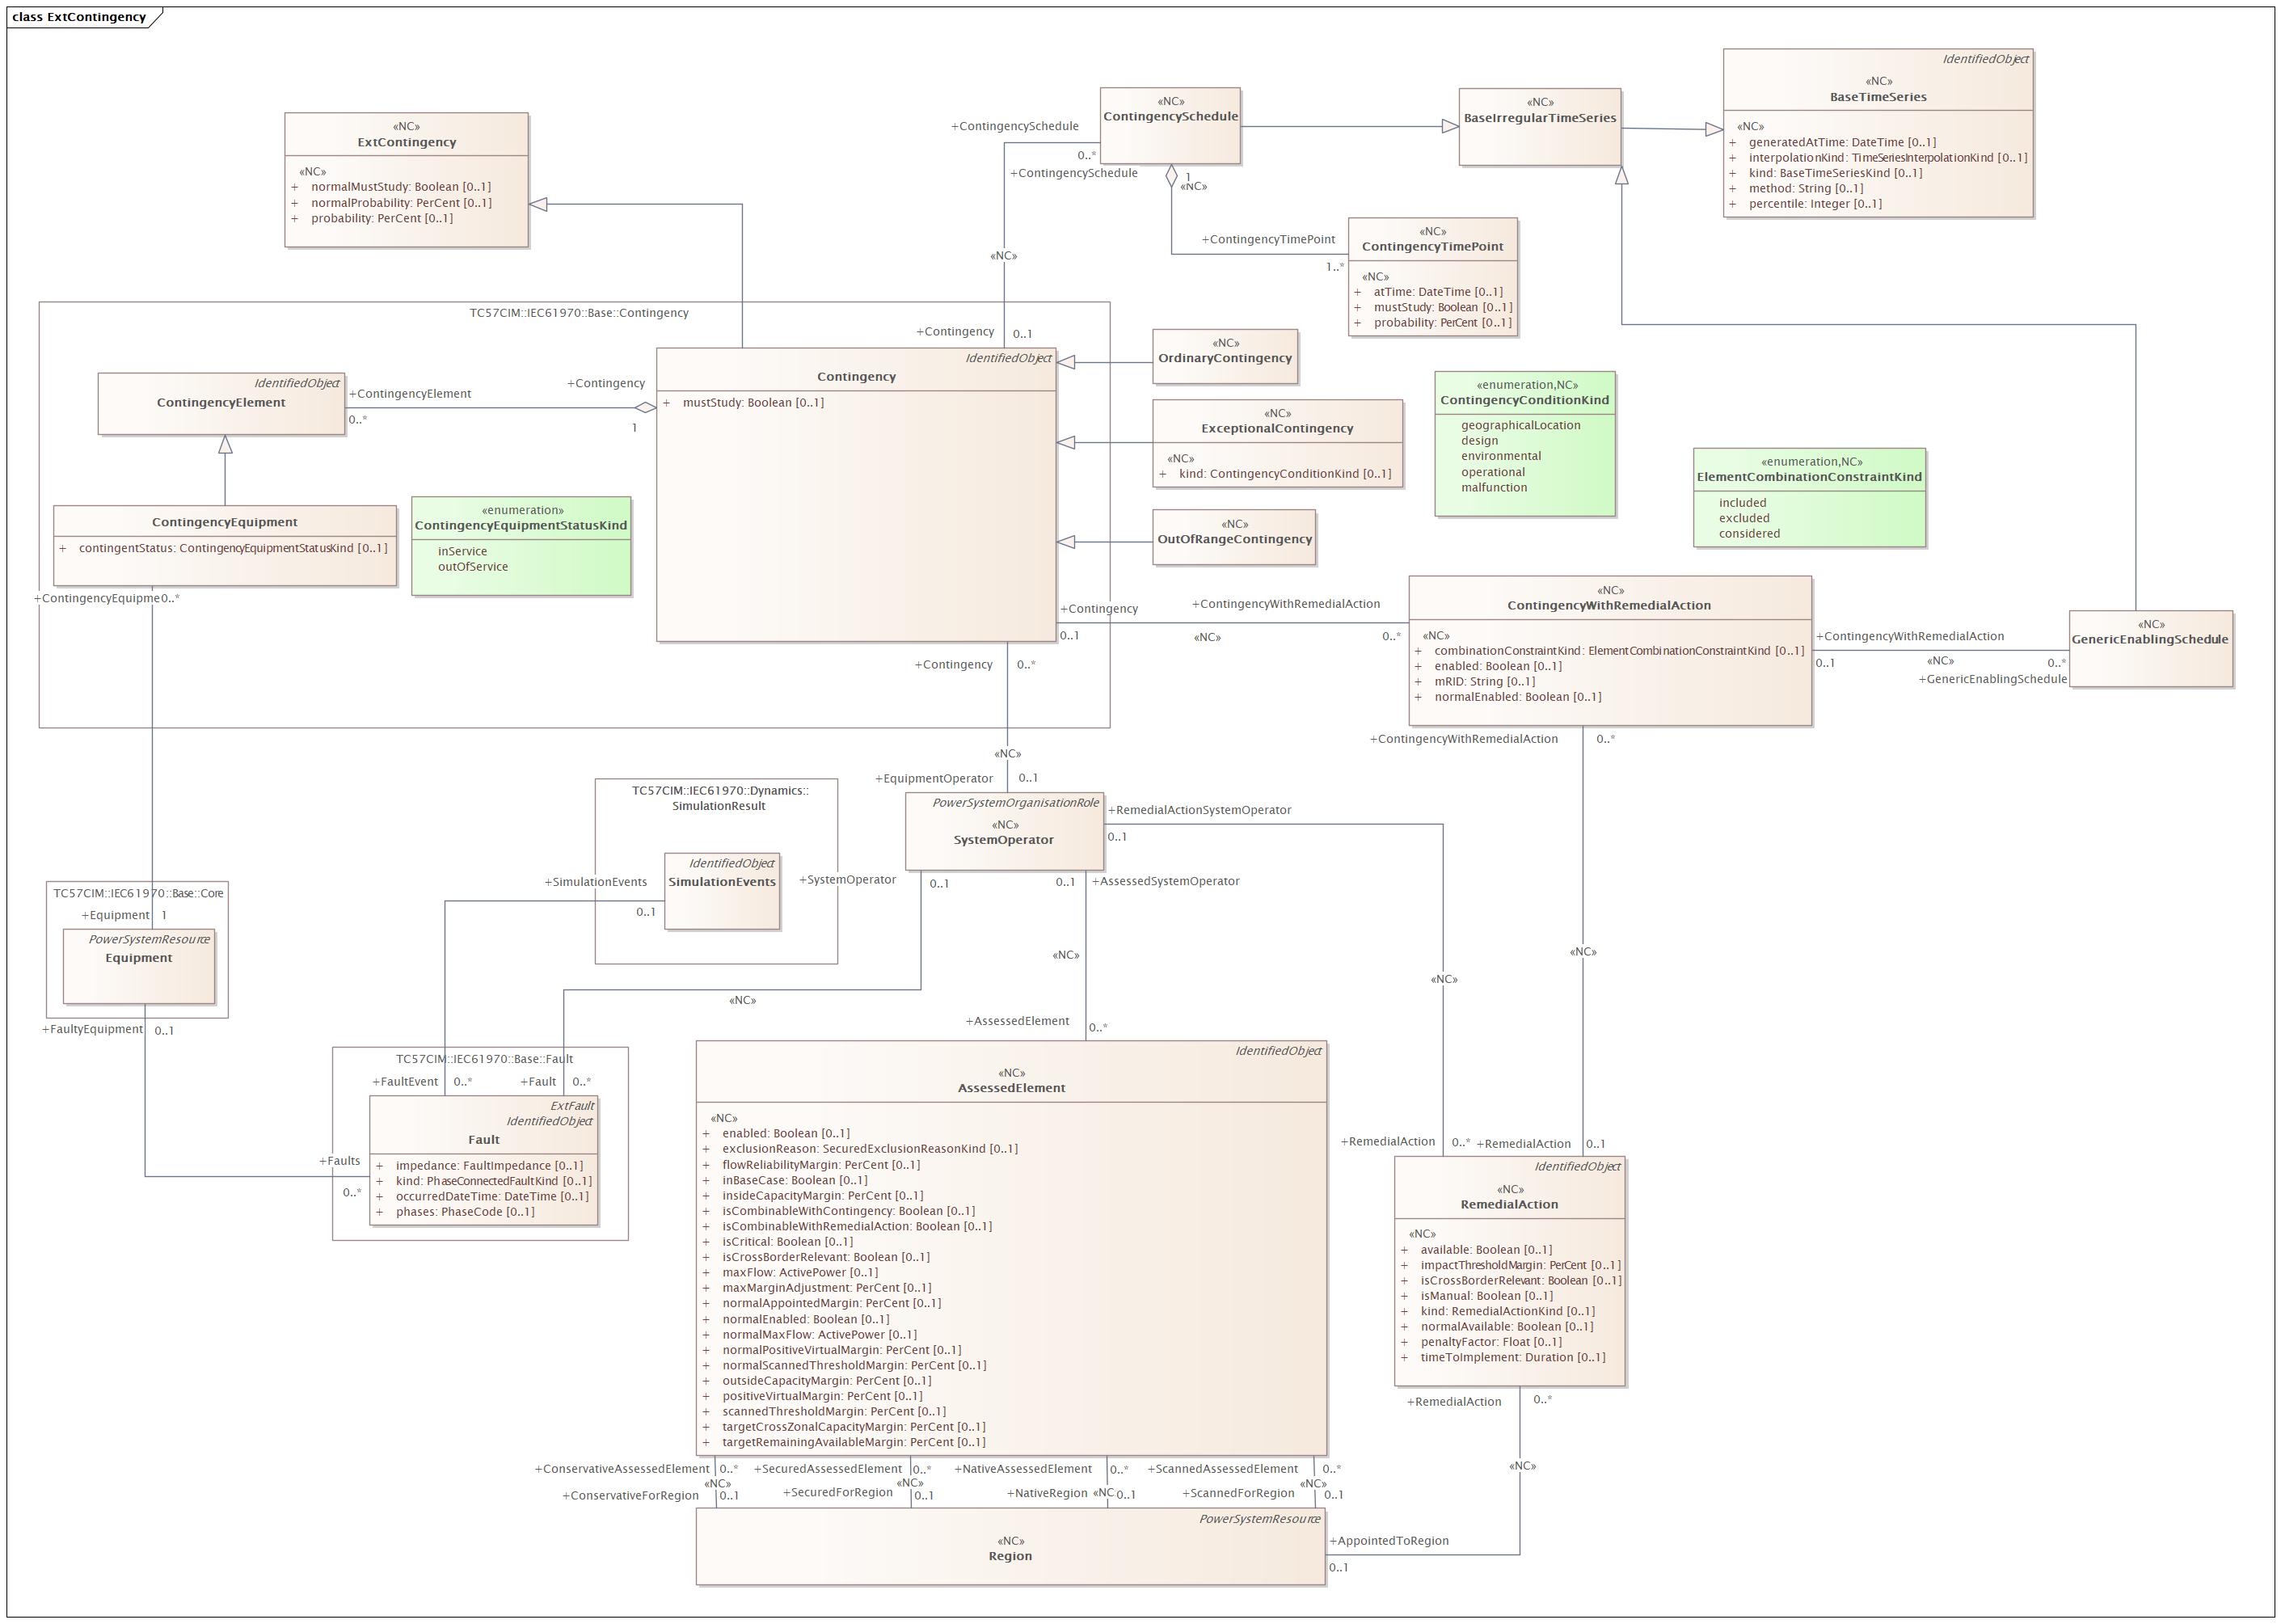 class ExtContingency
IdentifiedObject
«NC»
BaseTimeSeries
«NC»
+ generatedAtTime: DateTime [0..1]
+ interpolationKind: TimeSeriesInterpolationKind [0..1]
+ kind: BaseTimeSeriesKind [0..1]
+ method: String [0..1]
+ percentile: Integer [0..1]
«NC»
BaseIrregularTimeSeries
«NC»
ContingencySchedule
+ContingencySchedule
0..*
+ContingencySchedule
1
«NC»
«NC»
ExtContingency
«NC»
+ normalMustStudy: Boolean [0..1]
+ normalProbability: PerCent [0..1]
+ probability: PerCent [0..1]
+ContingencyTimePoint
1..*
«NC»
ContingencyTimePoint
«NC»
+ atTime: DateTime [0..1]
+ mustStudy: Boolean [0..1]
+ probability: PerCent [0..1]
«NC»
TC57CIM::IEC61970::Base::Contingency
+Contingency
0..1
IdentifiedObject
Contingency
+ mustStudy: Boolean [0..1]
«NC»
OrdinaryContingency
«NC»
ExceptionalContingency
«NC»
+ kind: ContingencyConditionKind [0..1]
«NC»
OutOfRangeContingency
«enumeration,NC»
ContingencyConditionKind
geographicalLocation
design
environmental
operational
malfunction
«enumeration,NC»
ElementCombinationConstraintKind
included
excluded
considered
IdentifiedObject
ContingencyElement
+ContingencyElement
0..*
+Contingency
1
ContingencyEquipment
+ contingentStatus: ContingencyEquipmentStatusKind [0..1]
«enumeration»
ContingencyEquipmentStatusKind
inService
outOfService
+ContingencyEquipme
0..*
+Contingency
0..1
+ContingencyWithRemedialAction
«NC»
0..*
«NC»
ContingencyWithRemedialAction
«NC»
+ combinationConstraintKind: ElementCombinationConstraintKind [0..1]
+ enabled: Boolean [0..1]
+ mRID: String [0..1]
+ normalEnabled: Boolean [0..1]
+ContingencyWithRemedialAction
0..1
«NC»
0..*
+GenericEnablingSchedule
«NC»
GenericEnablingSchedule
+Contingency
0..*
«NC»
+EquipmentOperator
0..1
+ContingencyWithRemedialAction
0..*
TC57CIM::IEC61970::Dynamics::
SimulationResult
IdentifiedObject
SimulationEvents
+SimulationEvents
0..1
PowerSystemOrganisationRole
«NC»
SystemOperator
+RemedialActionSystemOperator
0..1
+SystemOperator
0..1
0..1
+AssessedSystemOperator
TC57CIM::IEC61970::Base::Core
+Equipment
1
PowerSystemResource
Equipment
+FaultyEquipment
0..1
«NC»
«NC»
«NC»
«NC»
+AssessedElement
0..*
TC57CIM::IEC61970::Base::Fault
+FaultEvent
0..*
+Fault
0..*
ExtFault
IdentifiedObject
Fault
+ impedance: FaultImpedance [0..1]
+ kind: PhaseConnectedFaultKind [0..1]
+ occurredDateTime: DateTime [0..1]
+ phases: PhaseCode [0..1]
+Faults
0..*
IdentifiedObject
«NC»
AssessedElement
«NC»
+ enabled: Boolean [0..1]
+ exclusionReason: SecuredExclusionReasonKind [0..1]
+ flowReliabilityMargin: PerCent [0..1]
+ inBaseCase: Boolean [0..1]
+ insideCapacityMargin: PerCent [0..1]
+ isCombinableWithContingency: Boolean [0..1]
+ isCombinableWithRemedialAction: Boolean [0..1]
+ isCritical: Boolean [0..1]
+ isCrossBorderRelevant: Boolean [0..1]
+ maxFlow: ActivePower [0..1]
+ maxMarginAdjustment: PerCent [0..1]
+ normalAppointedMargin: PerCent [0..1]
+ normalEnabled: Boolean [0..1]
+ normalMaxFlow: ActivePower [0..1]
+ normalPositiveVirtualMargin: PerCent [0..1]
+ normalScannedThresholdMargin: PerCent [0..1]
+ outsideCapacityMargin: PerCent [0..1]
+ positiveVirtualMargin: PerCent [0..1]
+ scannedThresholdMargin: PerCent [0..1]
+ targetCrossZonalCapacityMargin: PerCent [0..1]
+ targetRemainingAvailableMargin: PerCent [0..1]
+RemedialAction
0..*
+RemedialAction
0..1
IdentifiedObject
«NC»
RemedialAction
«NC»
+ available: Boolean [0..1]
+ impactThresholdMargin: PerCent [0..1]
+ isCrossBorderRelevant: Boolean [0..1]
+ isManual: Boolean [0..1]
+ kind: RemedialActionKind [0..1]
+ normalAvailable: Boolean [0..1]
+ penaltyFactor: Float [0..1]
+ timeToImplement: Duration [0..1]
+RemedialAction
0..*
«NC»
+ConservativeAssessedElement
0..*
«NC»
+ConservativeForRegion
0..1
+SecuredAssessedElement
0..*
«NC»
+SecuredForRegion
0..1
+NativeAssessedElement
0..*
+NativeRegion
«NC
0..1
+ScannedAssessedElement
0..*
«NC»
+ScannedForRegion
0..1
PowerSystemResource
«NC»
Region
+AppointedToRegion
0..1